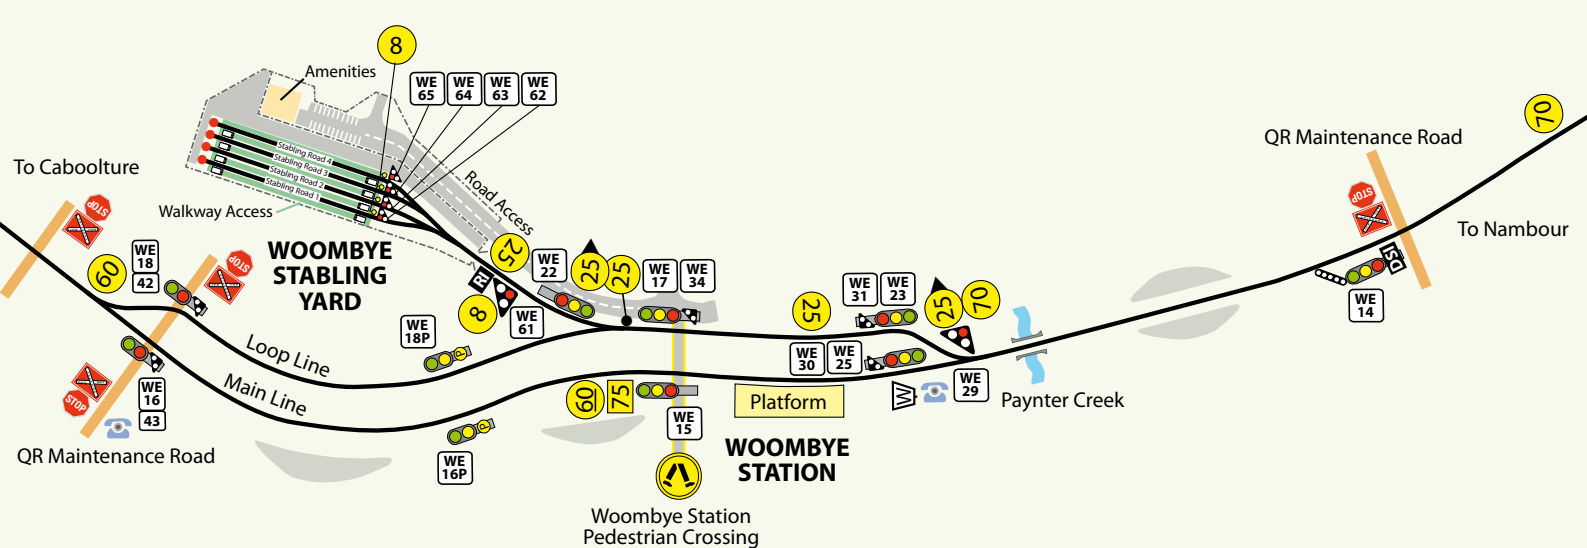 8
Amenities
WE
65
WE
64
WE
63
WE
62
70
QR Maintenance Road
STOP
To Caboolture
STOP
Stabling Road 4
Stabling Road 3
Stabling Road 2
Stabling Road 1
Road Access
Walkway Access
WOOMBYE
STABLING
YARD
To Nambour
DSI
WE
14
60
WE
18
42
STOP
RI
25
8
WE
61
WE
22
25
25
WE
17
WE
34
25
WE
31
WE
23
25
70
WE
18P
P
Loop Line
Main Line
WE
30
WE
25
W
WE
29
Paynter Creek
STOP
WE
16
43
QR Maintenance Road
P
WE
16P
60
75
WE
15
Platform
WOOMBYE
STATION
Woombye Station
Pedestrian Crossing